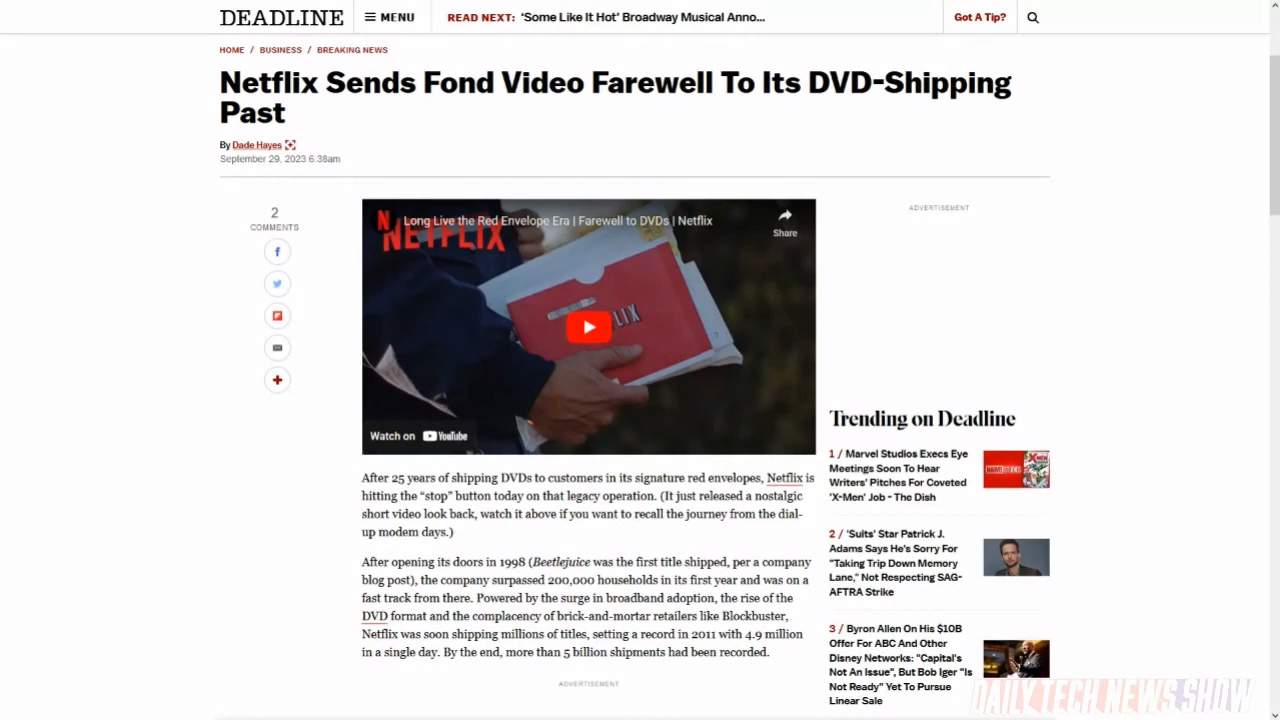 DEADLINE
MENU
READ NEXT: ‘Some Like It Hot’ Broadway Musical Anno...
Got A Tip?
HOME / BUSINESS / BREAKING NEWS
Netflix Sends Fond Video Farewell To Its DVD-Shipping
Past
By Dade Hayes
September 29, 2023 6:38am
2
COMMENTS
N
Long Live the Red Envelope Era | Farewell to DVDs | Netflix
NETFLIX
Share
LIX
Watch on YouTube
After 25 years of shipping DVDs to customers in its signature red envelopes, Netflix is
hitting the “stop” button today on that legacy operation. (It just released a nostalgic
short video look back, watch it above if you want to recall the journey from the dial-
up modem days.)
After opening its doors in 1998 (Beetlejuice was the first title shipped, per a company
blog post), the company surpassed 200,000 households in its first year and was on a
fast track from there. Powered by the surge in broadband adoption, the rise of the
DVD format and the complacency of brick-and-mortar retailers like Blockbuster,
Netflix was soon shipping millions of titles, setting a record in 2011 with 4.9 million
in a single day. By the end, more than 5 billion shipments had been recorded.
ADVERTISEMENT
ADVERTISEMENT
Trending on Deadline
1 / Marvel Studios Execs Eye
Meetings Soon To Hear
Writers' Pitches For Coveted
'X-Men' Job - The Dish
2 / 'Suits' Star Patrick J.
Adams Says He's Sorry For
"Taking Trip Down Memory
Lane," Not Respecting SAG-
AFTRA Strike
3 / Byron Allen On His $10B
Offer For ABC And Other
Disney Networks: "Capital's
Not An Issue", But Bob Iger "Is
Not Ready" Yet To Pursue
Linear Sale
DAILY TECH NEWS SHOW